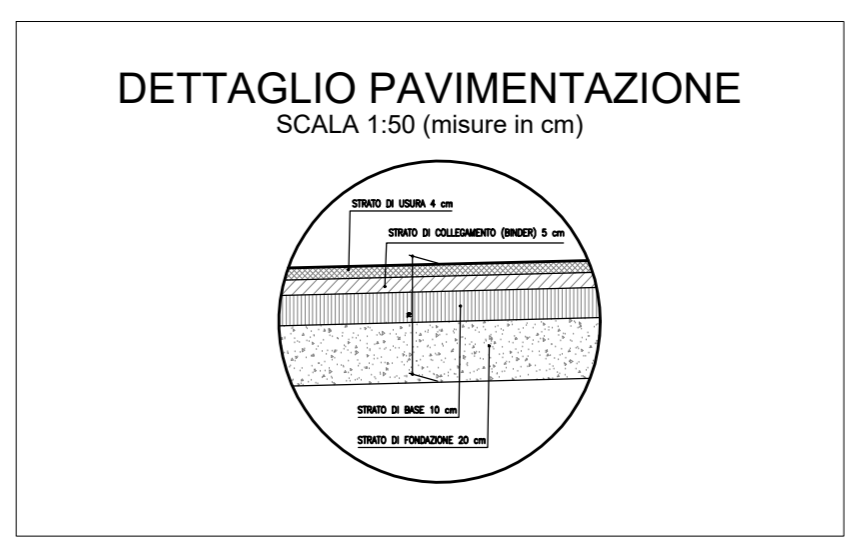 DETTAGLIO PAVIMENTAZIONE
SCALA 1:50 (misure in cm)
STRATO DI USURA 4 cm
STRATO DI COLLEGAMENTO (BINDER) 5 cm
STRATO DI BASE 10 cm
STRATO DI FONDAZIONE 20 cm